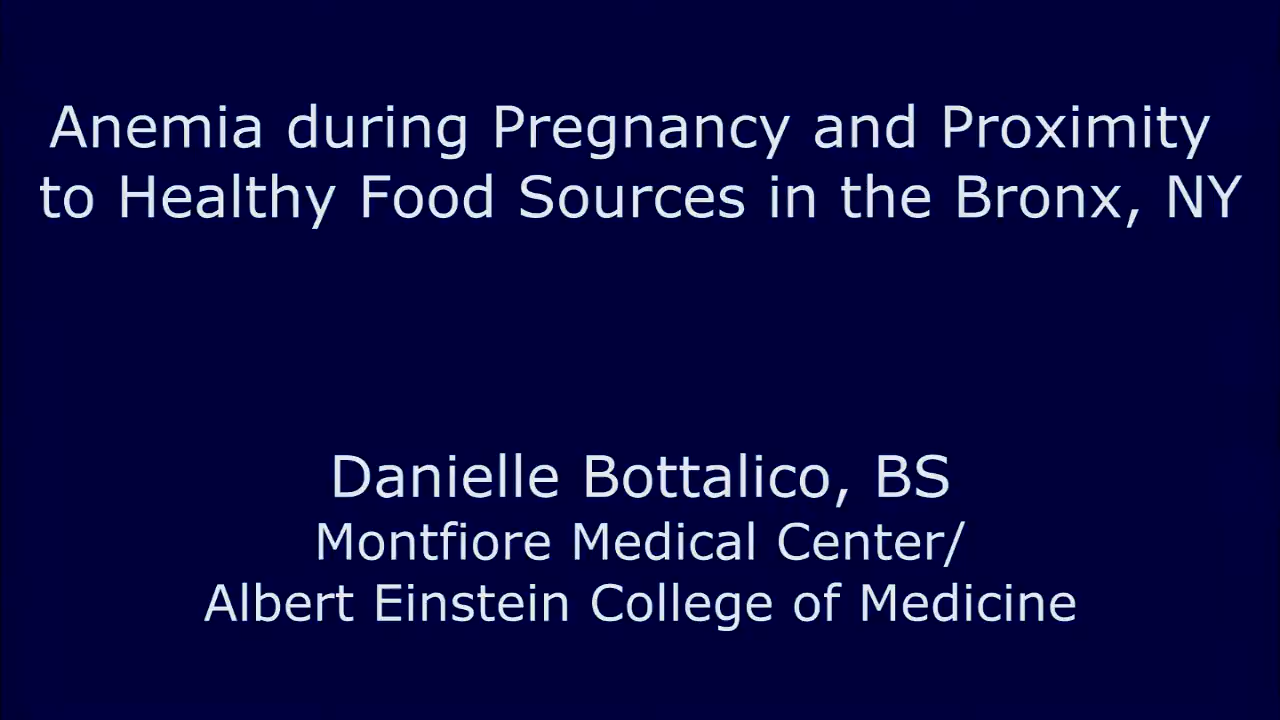 Anemia during Pregnancy and Proximity
to Healthy Food Sources in the Bronx, NY
Danielle Bottalico, BS
Montfiore Medical Center/
Albert Einstein College of Medicine